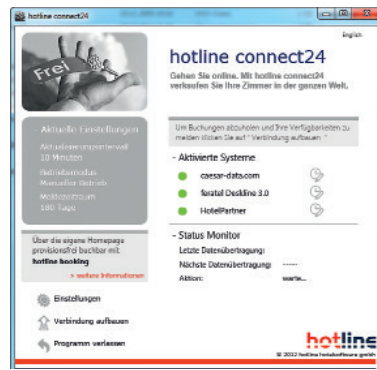 hotline connect24
English
Frei
hotline connect24
Gehen Sie online. Mit hotline connect24
verkaufen Sie Ihre Zimmer in der ganzen Welt.
- Aktuelle Einstellungen
Aktualisierungsintervall
10 Minuten
Betriebsmodus
Manueller Betrieb
Meldezeitraum
180 Tage
Um Buchungen abzuholen und Ihre Verfügbarkeiten zu
melden klicken Sie auf " Verbindung aufbauen "
- Aktivierte Systeme
caesar-data.com
feratel Deskline 3.0
HotelPartner
Über die eigene Homepage
provisionsfrei buchbar mit
hotline booking
» weitere Informationen
- Status Monitor
Letzte Datenübertragung:
Nächste Datenübertragung: -----
Aktion: warte...
Einstellungen
Verbindung aufbauen
Programm verlassen
hotline
© 2012 hotline hotelsoftware gmbh